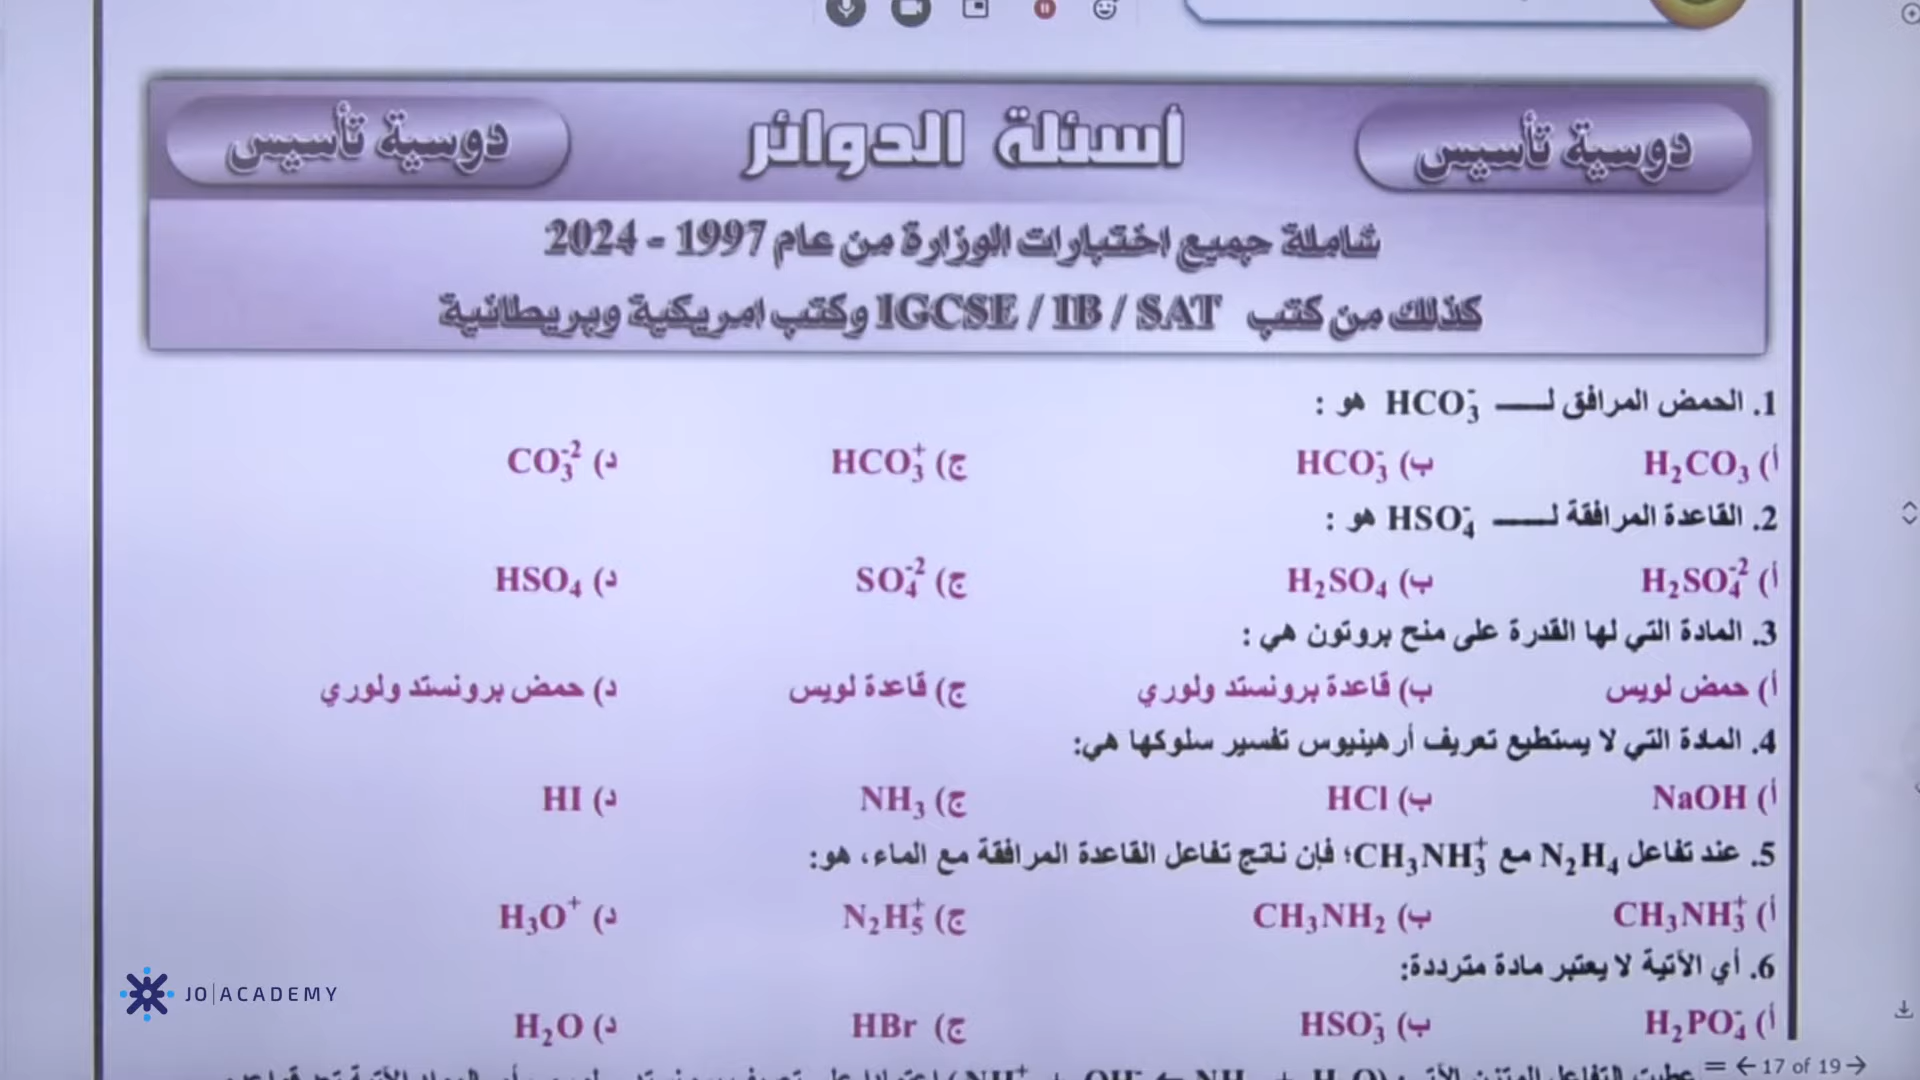 دوسية تأسيس أسئلة الدوائر دوسية تأسيس
شاملة جميع اختبارات الوزارة من عام 1997 - 2024
كذلك من كتب IGCSE / IB / SAT وكتب امريكية وبريطانية
1. الحمض المرافق لـــــ HCO₃⁻ هو :
أ) H₂CO₃ ب) HCO₃⁻ ج) HCO₃⁺ د) CO₃⁻²
2. القاعدة المرافقة لـــــ HSO₄⁻ هو :
أ) H₂SO₄⁻² ب) H₂SO₄ ج) SO₄⁻² د) HSO₄
3. المادة التي لها القدرة على منح بروتون هي :
أ) حمض لويس ب) قاعدة برونستد ولوري ج) قاعدة لويس د) حمض برونستد ولوري
4. المادة التي لا يستطيع تعريف أرهينيوس تفسير سلوكها هي:
أ) NaOH ب) HCl ج) NH₃ د) HI
5. عند تفاعل N₂H₄ مع CH₃NH₃⁺؛ فإن ناتج تفاعل القاعدة المرافقة مع الماء، هو:
أ) CH₃NH₃⁺ ب) CH₃NH₂ ج) N₂H₅⁺ د) H₃O⁺
6. أي الآتية لا يعتبر مادة مترددة:
أ) H₂PO₄⁻ ب) HSO₃⁻ ج) HBr د) H₂O
JO|ACADEMY
17 of 19